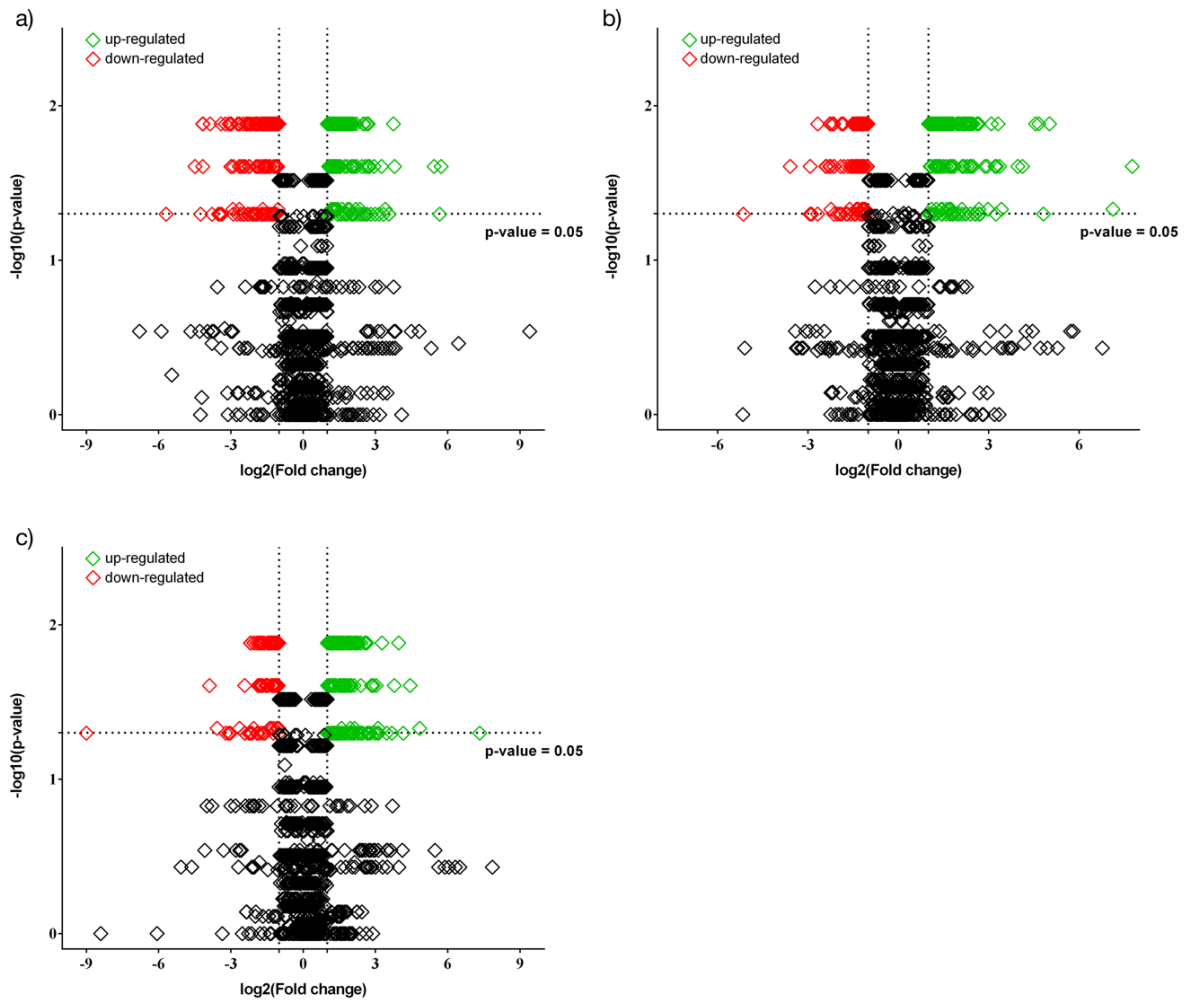 a)
up-regulated
down-regulated
2
1
0
-log10(p-value)
p-value = 0.05
-9 -6 -3 0 3 6 9
log2(Fold change)
b)
up-regulated
down-regulated
2
1
0
-log10(p-value)
p-value = 0.05
-6 -3 0 3 6
log2(Fold change)
c)
up-regulated
down-regulated
2
1
0
-log10(p-value)
p-value = 0.05
-9 -6 -3 0 3 6 9
log2(Fold change)